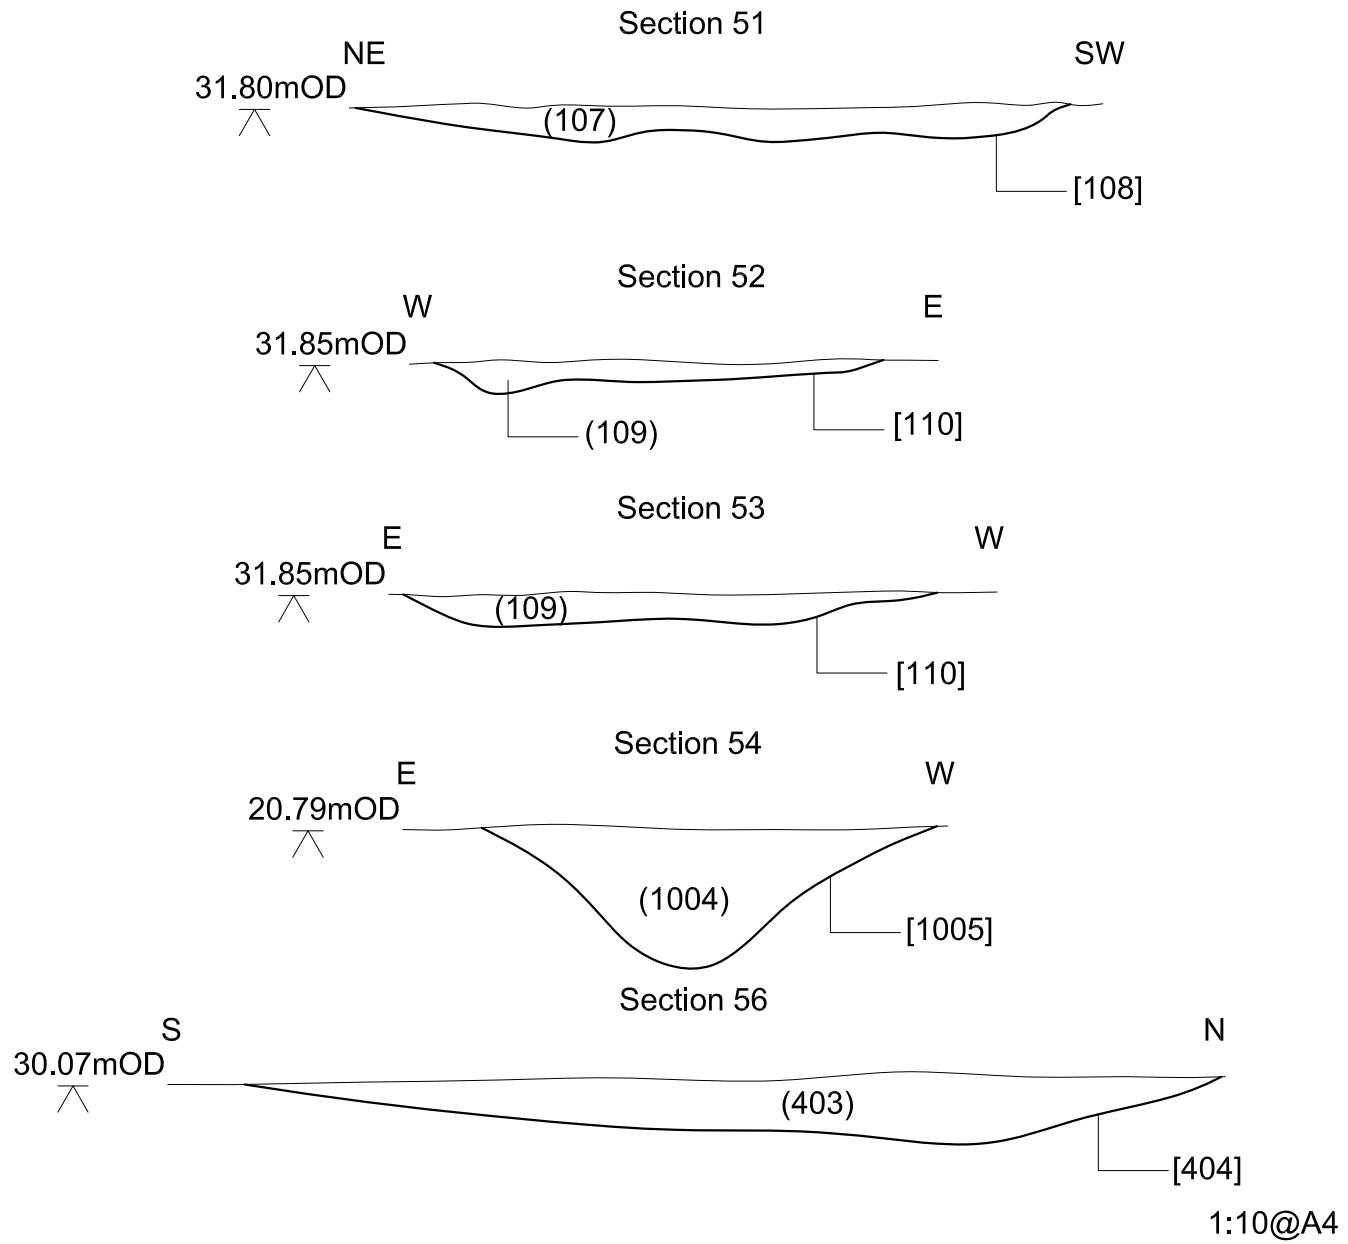 Section 51
NE
SW
31.80mOD
(107)
[108]
Section 52
W
E
31.85mOD
(109)
[110]
Section 53
E
W
31.85mOD
(109)
[110]
Section 54
E
W
20.79mOD
(1004)
[1005]
Section 56
S
N
30.07mOD
(403)
[404]
1:10@A4